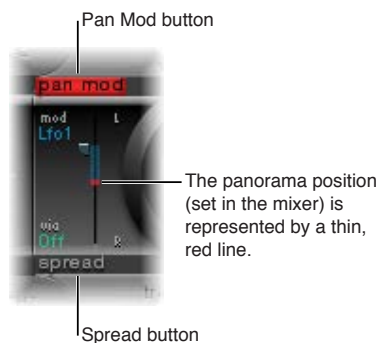 Pan Mod button
pan mod
mod
L
Lfo1
The panorama position
(set in the mixer) is
represented by a thin,
red line.
via
Off
R
spread
Spread button